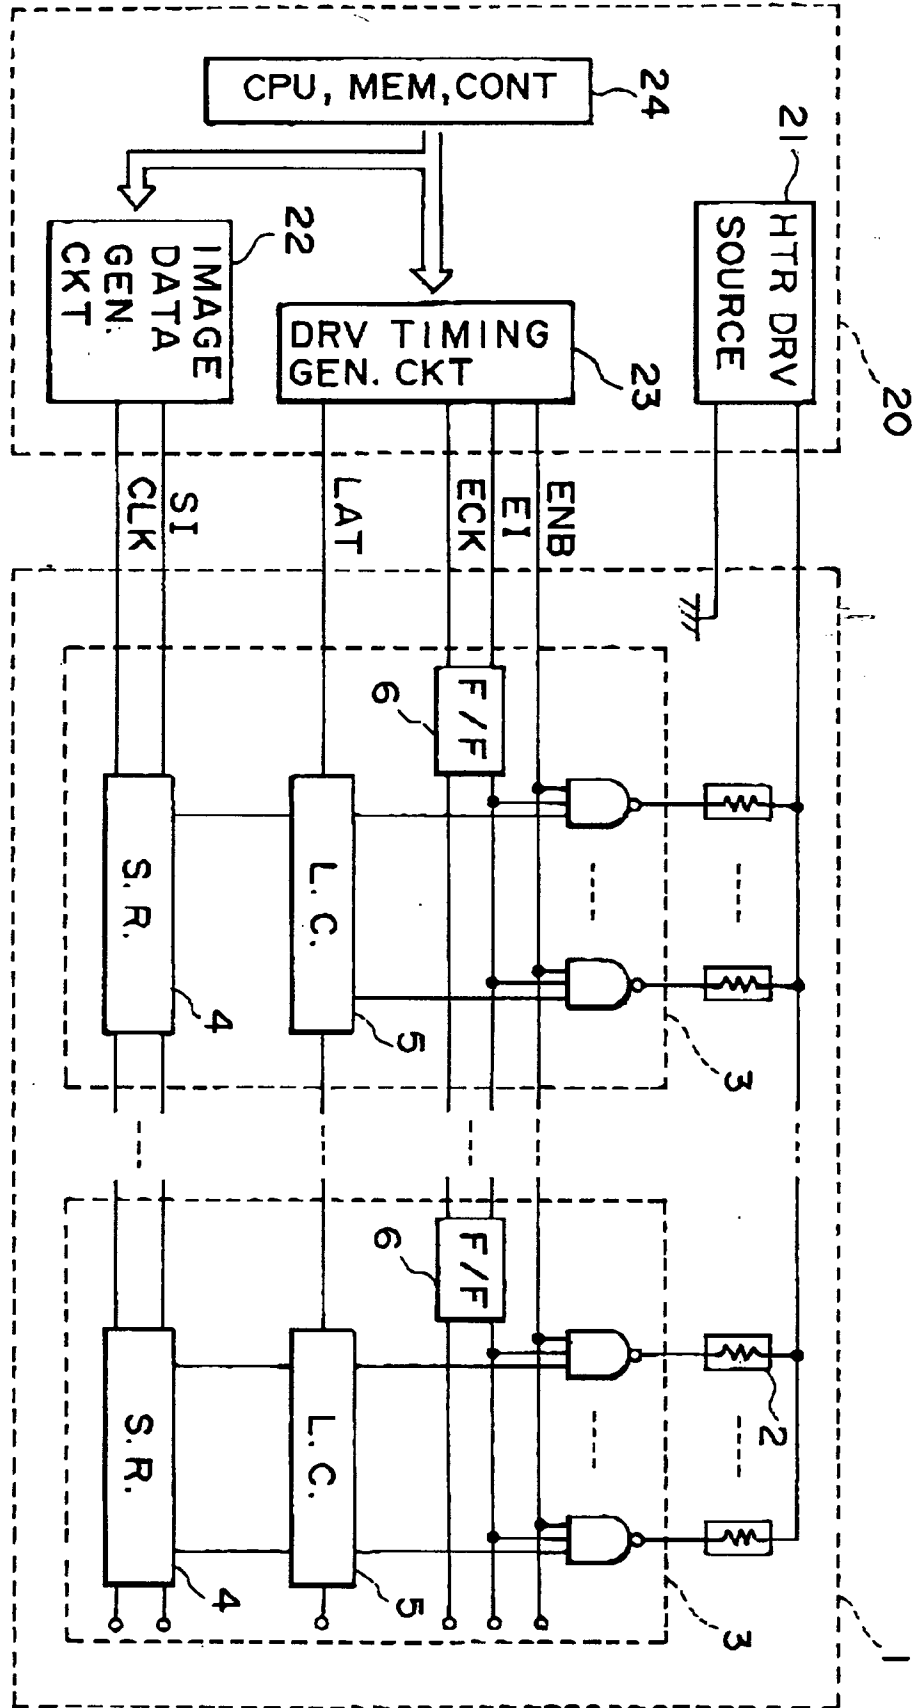 20
21
HTR DRV
SOURCE
24
CPU, MEM, CONT
23
DRV TIMING
GEN. CKT
22
IMAGE
DATA
GEN.
CKT
ENB
EI
ECK
LAT
SI
CLK
1
2
3
3
F/F
6
F/F
6
L.C.
5
L.C.
5
S.R.
4
S.R.
4